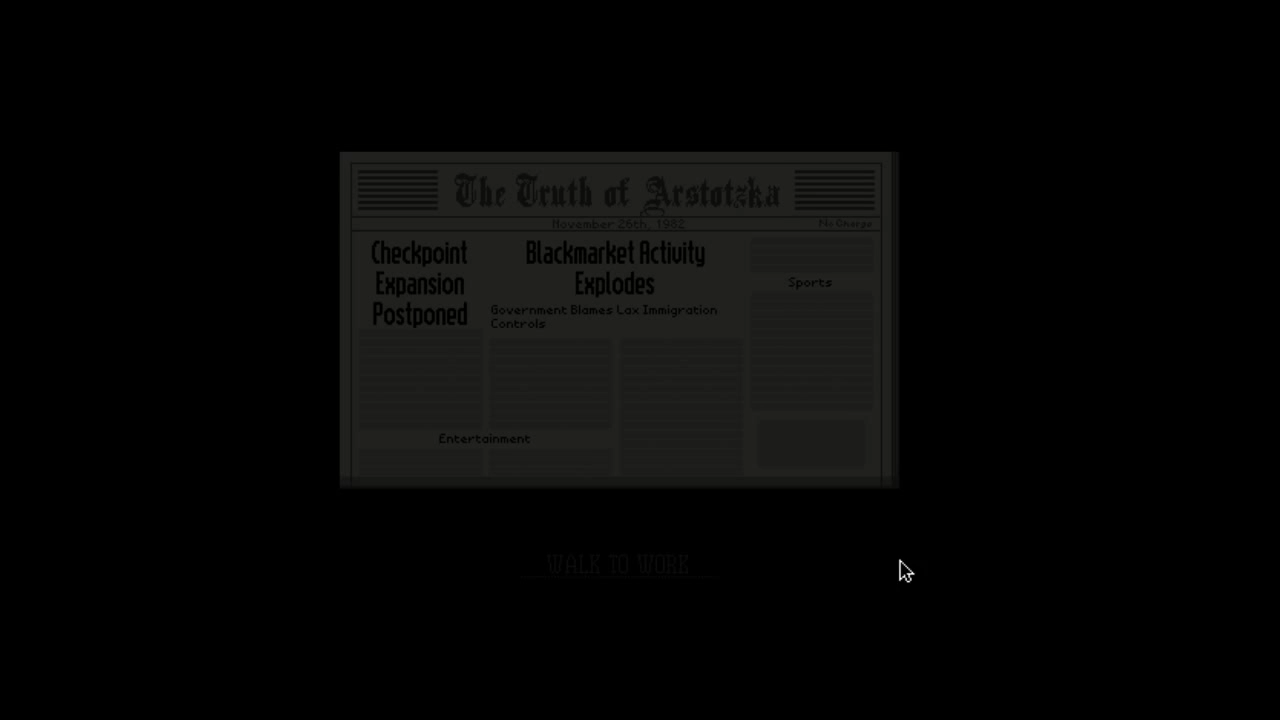 The Truth of Arstotzka
November 26th, 1982
No Charge
Checkpoint
Expansion
Postponed
Blackmarket Activity
Explodes
Government Blames Lax Immigration
Controls
Sports
Entertainment
WALK TO WORK